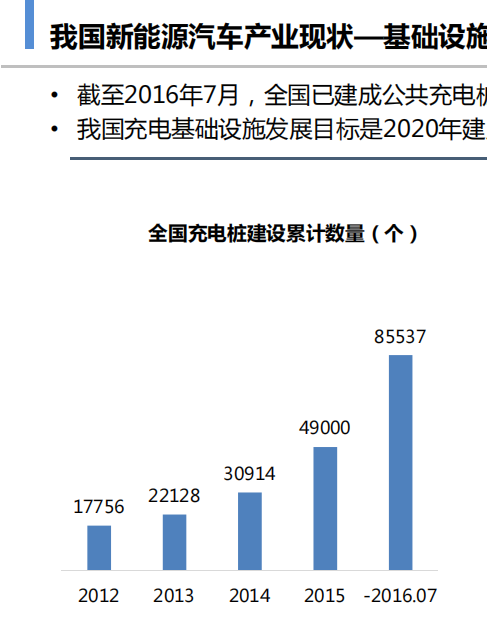 我国新能源汽车产业现状—基础设施
• 截至2016年7月，全国已建成公共充电桩
• 我国充电基础设施发展目标是2020年建
全国充电桩建设累计数量（个）
85537
49000
30914
22128
17756
2012 2013 2014 2015 -2016.07